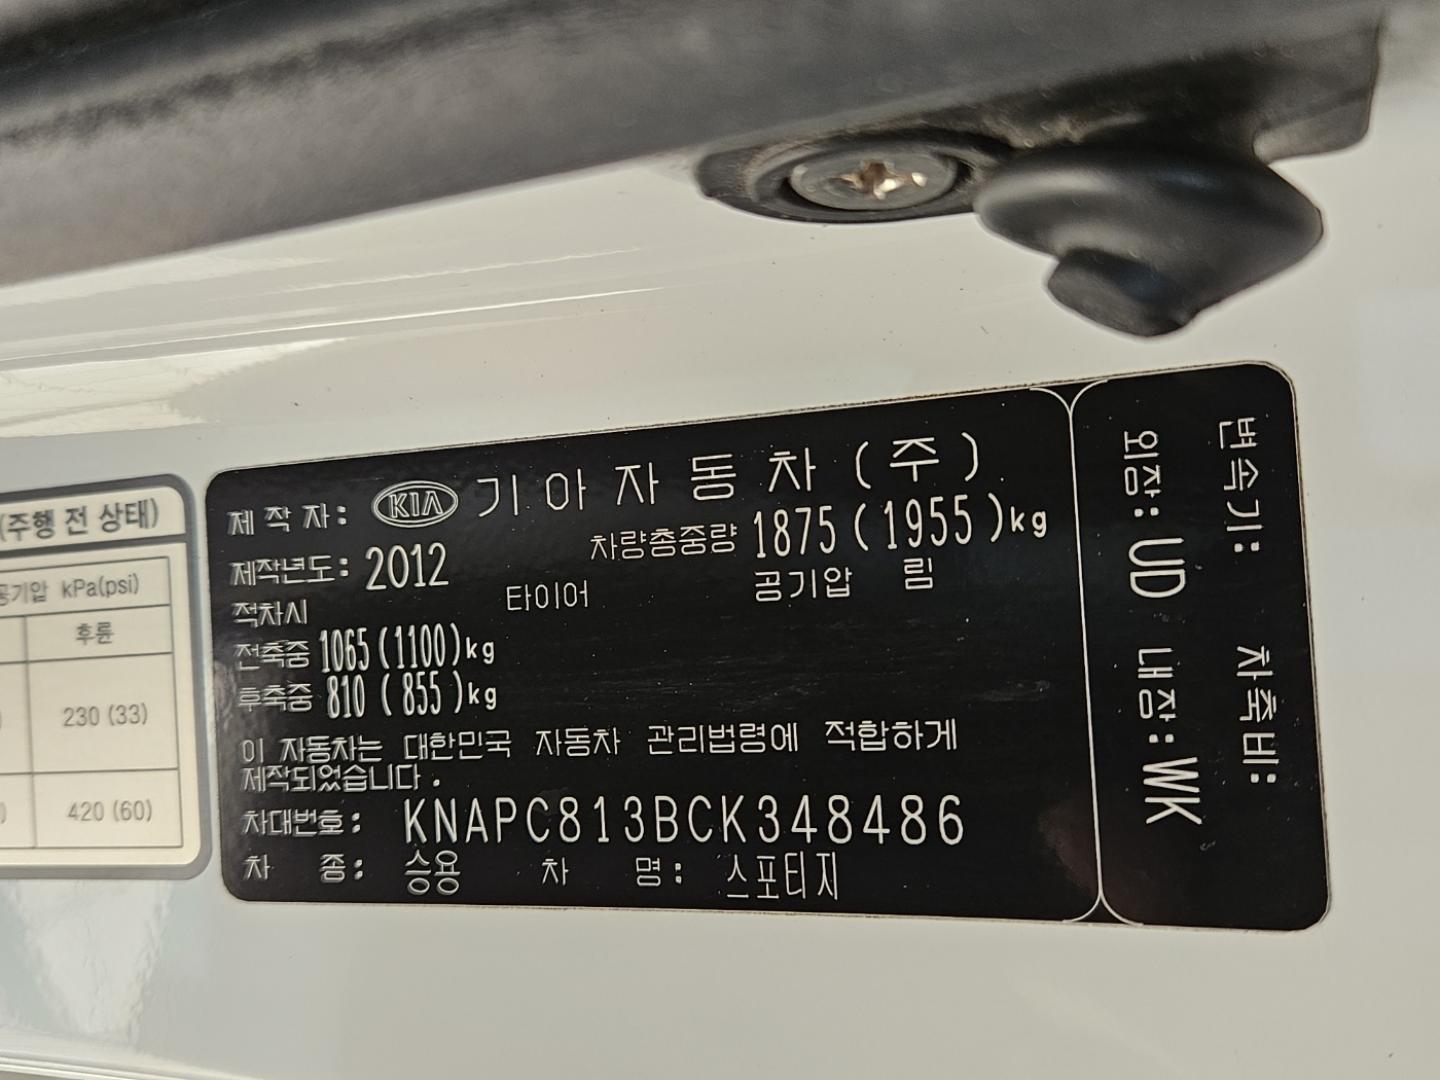 (주행 전 상태)
공기압 kPa(psi)
후륜
230 (33)
420 (60)
제작자: KIA 기아자동차(주)
제작년도: 2012 차량총중량 1875(1955)kg
적차시 타이어 공기압 림
전축중 1065(1100)kg
후축중 810 (855)kg
이 자동차는 대한민국 자동차 관리법령에 적합하게
제작되었습니다.
차대번호: KNAPC813BCK348486
차 종: 승용 차 명: 스포티지
변속기: 차축비:
외장: UD 내장: WK